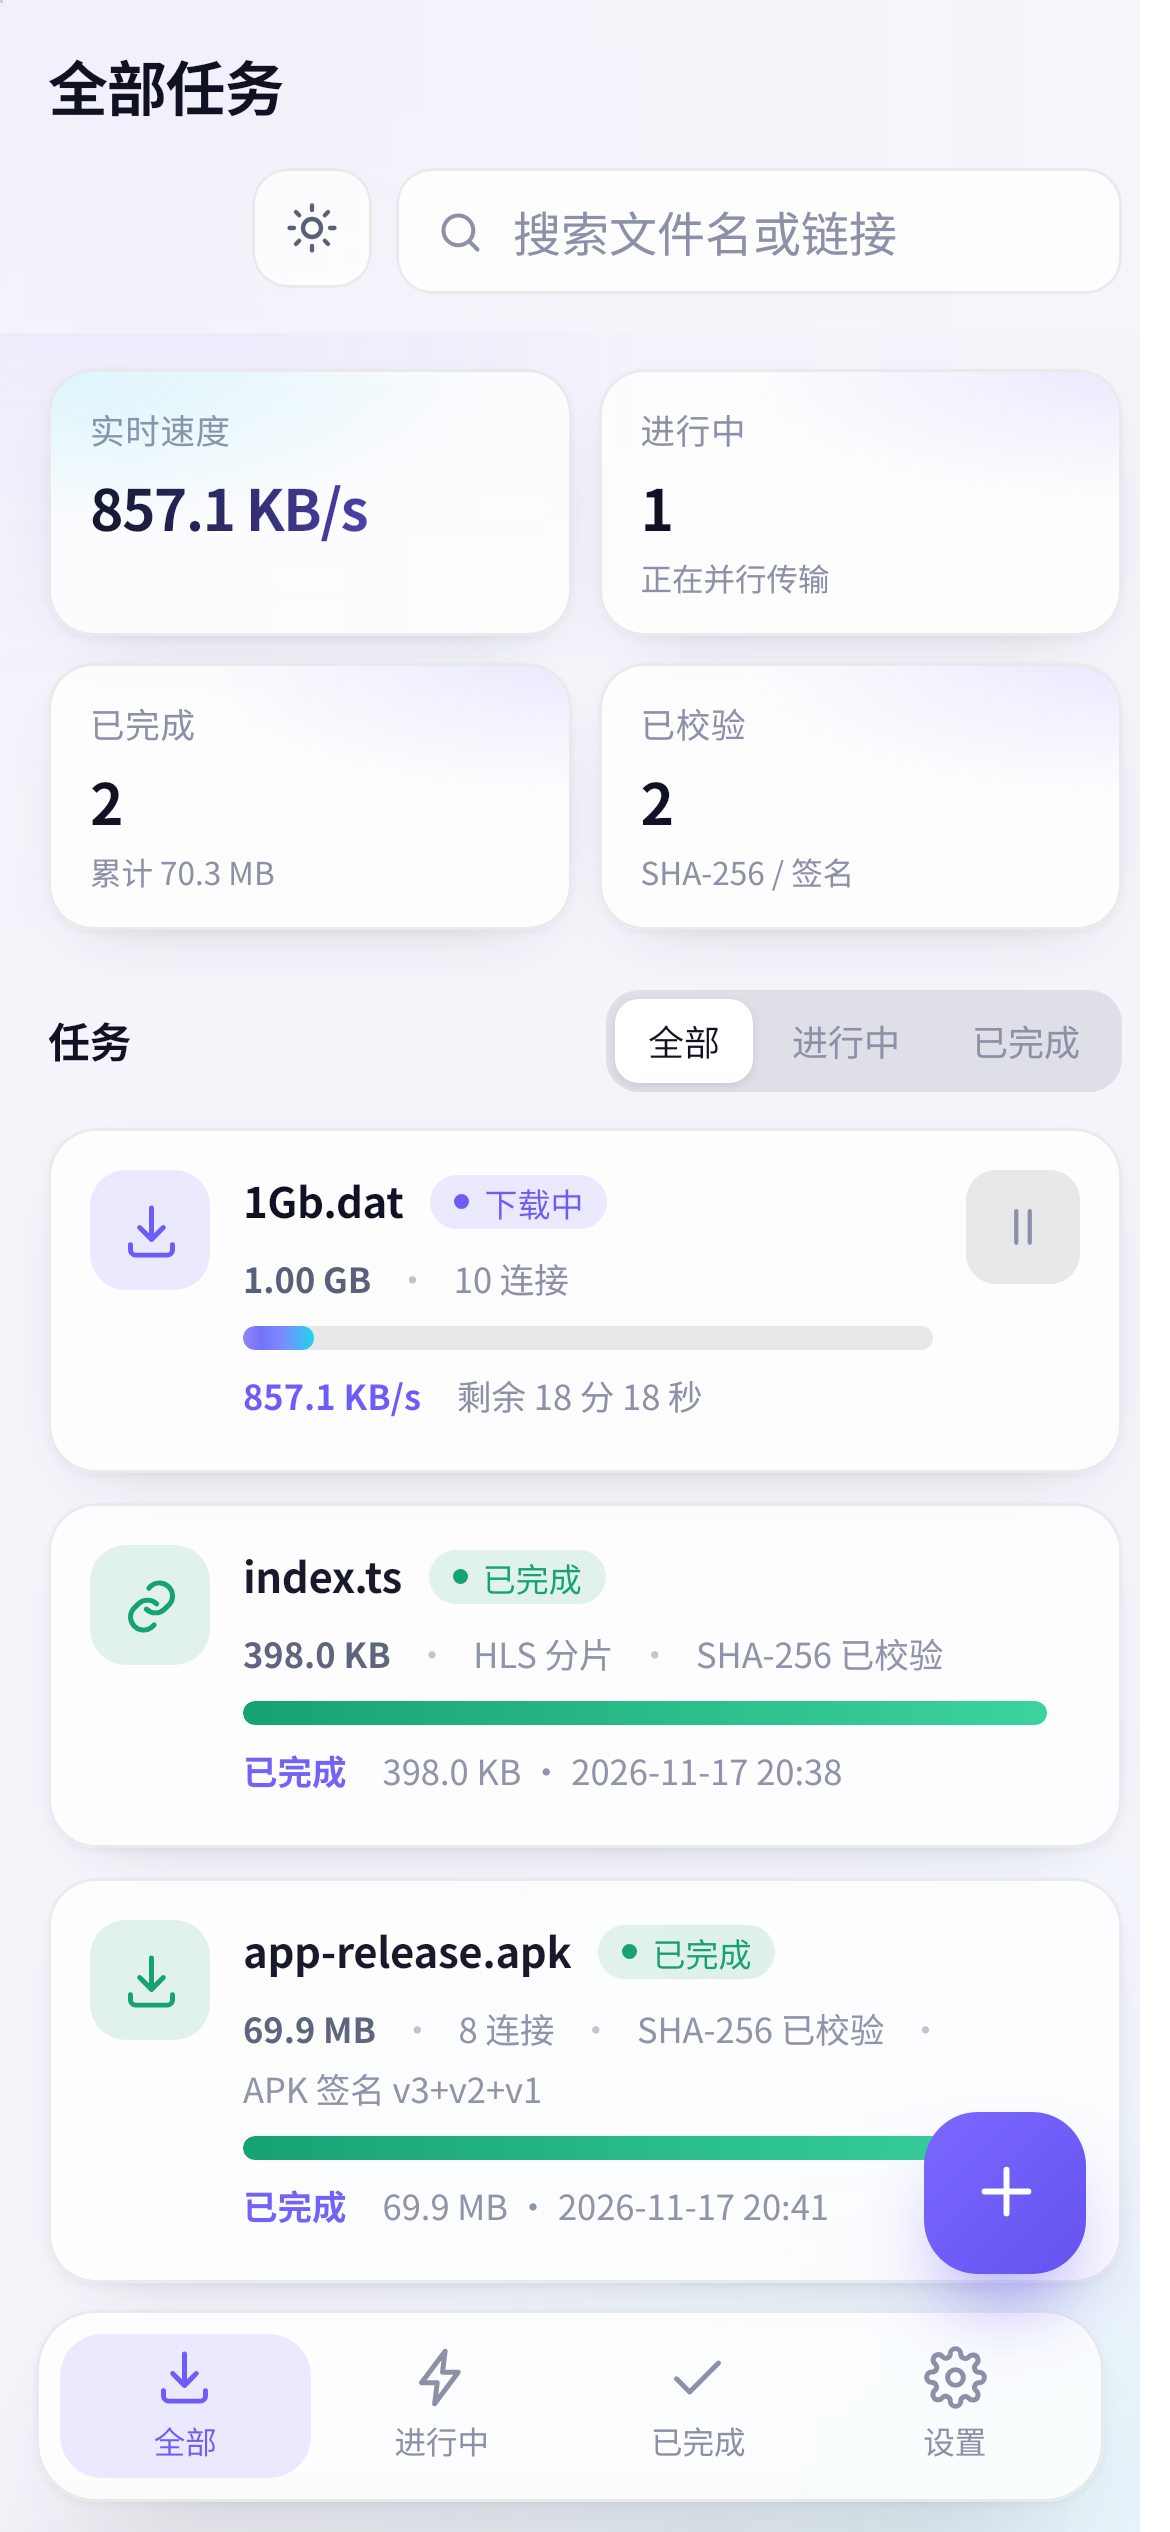 全部任务
搜索文件名或链接
实时速度
857.1 KB/s
进行中
1
正在并行传输
已完成
2
累计 70.3 MB
已校验
2
SHA-256 / 签名
任务
全部 进行中 已完成
1Gb.dat 下载中
1.00 GB • 10 连接
857.1 KB/s 剩余 18 分 18 秒
index.ts 已完成
398.0 KB • HLS 分片 • SHA-256 已校验
已完成 398.0 KB • 2026-11-17 20:38
app-release.apk 已完成
69.9 MB • 8 连接 • SHA-256 已校验 •
APK 签名 v3+v2+v1
已完成 69.9 MB • 2026-11-17 20:41
全部 进行中 已完成 设置